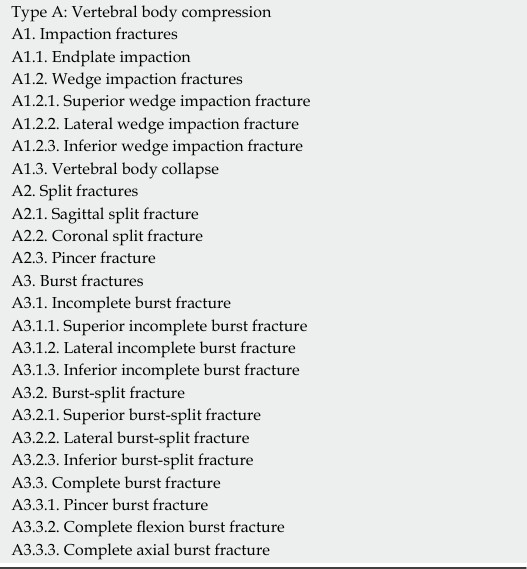 Type A: Vertebral body compression
A1. Impaction fractures
A1.1. Endplate impaction
A1.2. Wedge impaction fractures
A1.2.1. Superior wedge impaction fracture
A1.2.2. Lateral wedge impaction fracture
A1.2.3. Inferior wedge impaction fracture
A1.3. Vertebral body collapse
A2. Split fractures
A2.1. Sagittal split fracture
A2.2. Coronal split fracture
A2.3. Pincer fracture
A3. Burst fractures
A3.1. Incomplete burst fracture
A3.1.1. Superior incomplete burst fracture
A3.1.2. Lateral incomplete burst fracture
A3.1.3. Inferior incomplete burst fracture
A3.2. Burst-split fracture
A3.2.1. Superior burst-split fracture
A3.2.2. Lateral burst-split fracture
A3.2.3. Inferior burst-split fracture
A3.3. Complete burst fracture
A3.3.1. Pincer burst fracture
A3.3.2. Complete flexion burst fracture
A3.3.3. Complete axial burst fracture